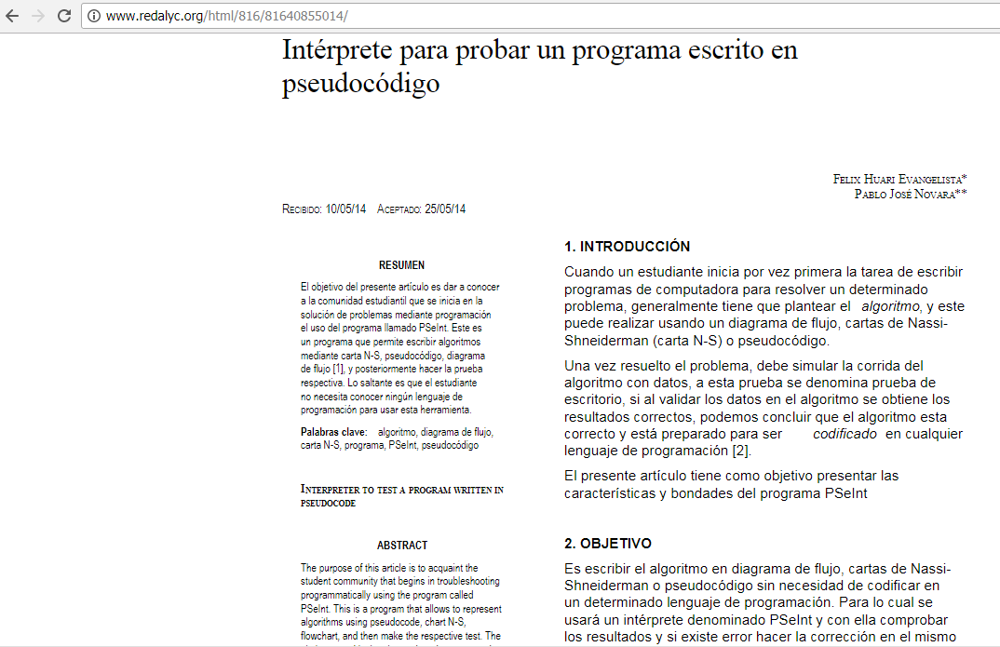 www.redalyc.org/html/816/81640855014/
Intérprete para probar un programa escrito en
pseudocódigo
Felix Huari Evangelista*
Pablo José Novara**
Recibido: 10/05/14 Aceptado: 25/05/14
RESUMEN
El objetivo del presente artículo es dar a conocer
a la comunidad estudiantil que se inicia en la
solución de problemas mediante programación
el uso del programa llamado PSeInt. Este es
un programa que permite escribir algoritmos
mediante carta N-S, pseudocódigo, diagrama
de flujo [1], y posteriormente hacer la prueba
respectiva. Lo saltante es que el estudiante
no necesita conocer ningún lenguaje de
programación para usar esta herramienta.
Palabras clave: algoritmo, diagrama de flujo,
carta N-S, programa, PSeInt, pseudocódigo
Interpreter to test a program written in
pseudocode
ABSTRACT
The purpose of this article is to acquaint the
student community that begins in troubleshooting
programmatically using the program called
PSeInt. This is a program that allows to represent
algorithms using pseudocode, chart N-S,
flowchart, and then make the respective test. The
1. INTRODUCCIÓN
Cuando un estudiante inicia por vez primera la tarea de escribir
programas de computadora para resolver un determinado
problema, generalmente tiene que plantear el algoritmo, y este
puede realizar usando un diagrama de flujo, cartas de Nassi-
Shneiderman (carta N-S) o pseudocódigo.
Una vez resuelto el problema, debe simular la corrida del
algoritmo con datos, a esta prueba se denomina prueba de
escritorio, si al validar los datos en el algoritmo se obtiene los
resultados correctos, podemos concluir que el algoritmo esta
correcto y está preparado para ser codificado en cualquier
lenguaje de programación [2].
El presente artículo tiene como objetivo presentar las
características y bondades del programa PSeInt
2. OBJETIVO
Es escribir el algoritmo en diagrama de flujo, cartas de Nassi-
Shneiderman o pseudocódigo sin necesidad de codificar en
un determinado lenguaje de programación. Para lo cual se
usará un intérprete denominado PSeInt y con ella comprobar
los resultados y si existe error hacer la corrección en el mismo